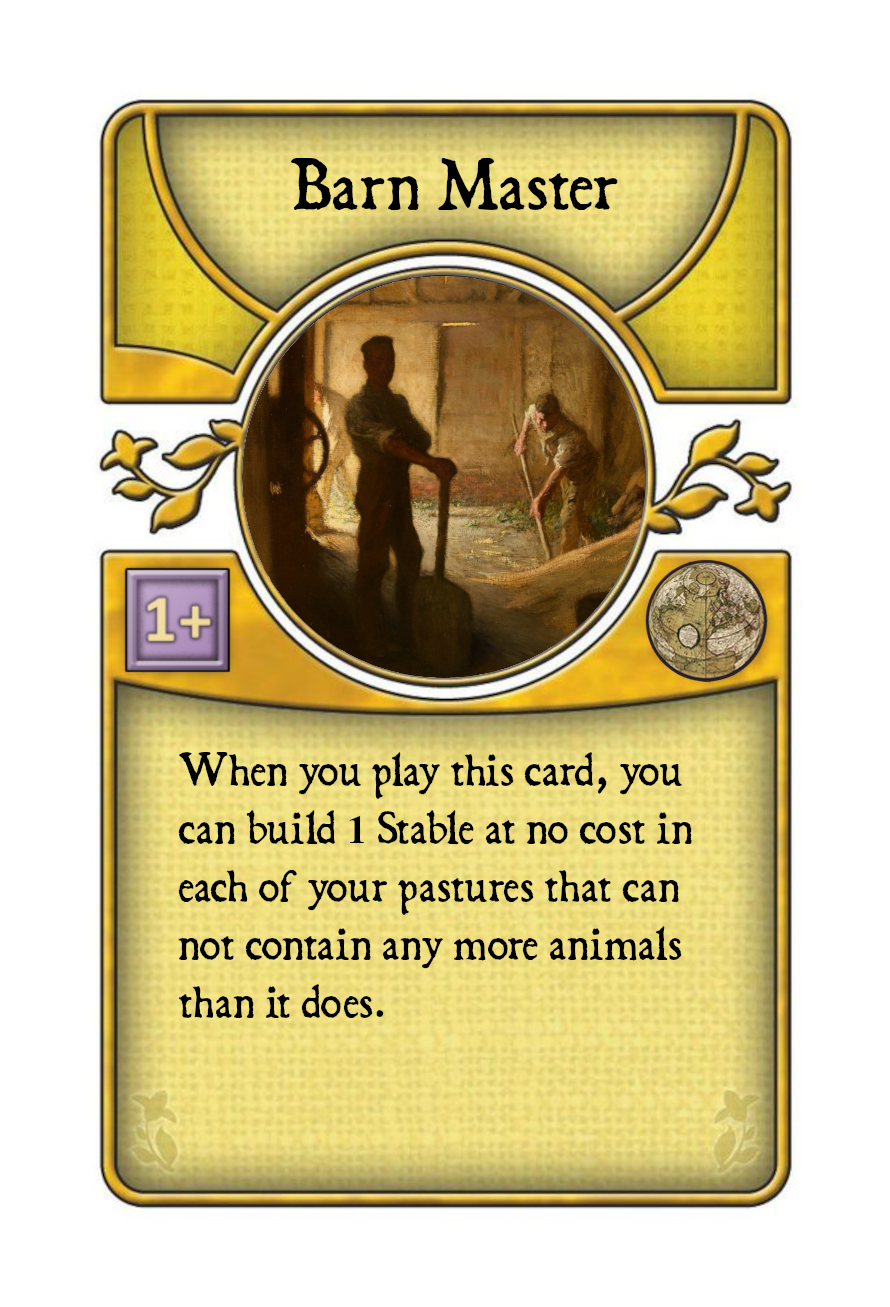 Barn Master
1+
When you play this card, you
can build 1 Stable at no cost in
each of your pastures that can
not contain any more animals
than it does.